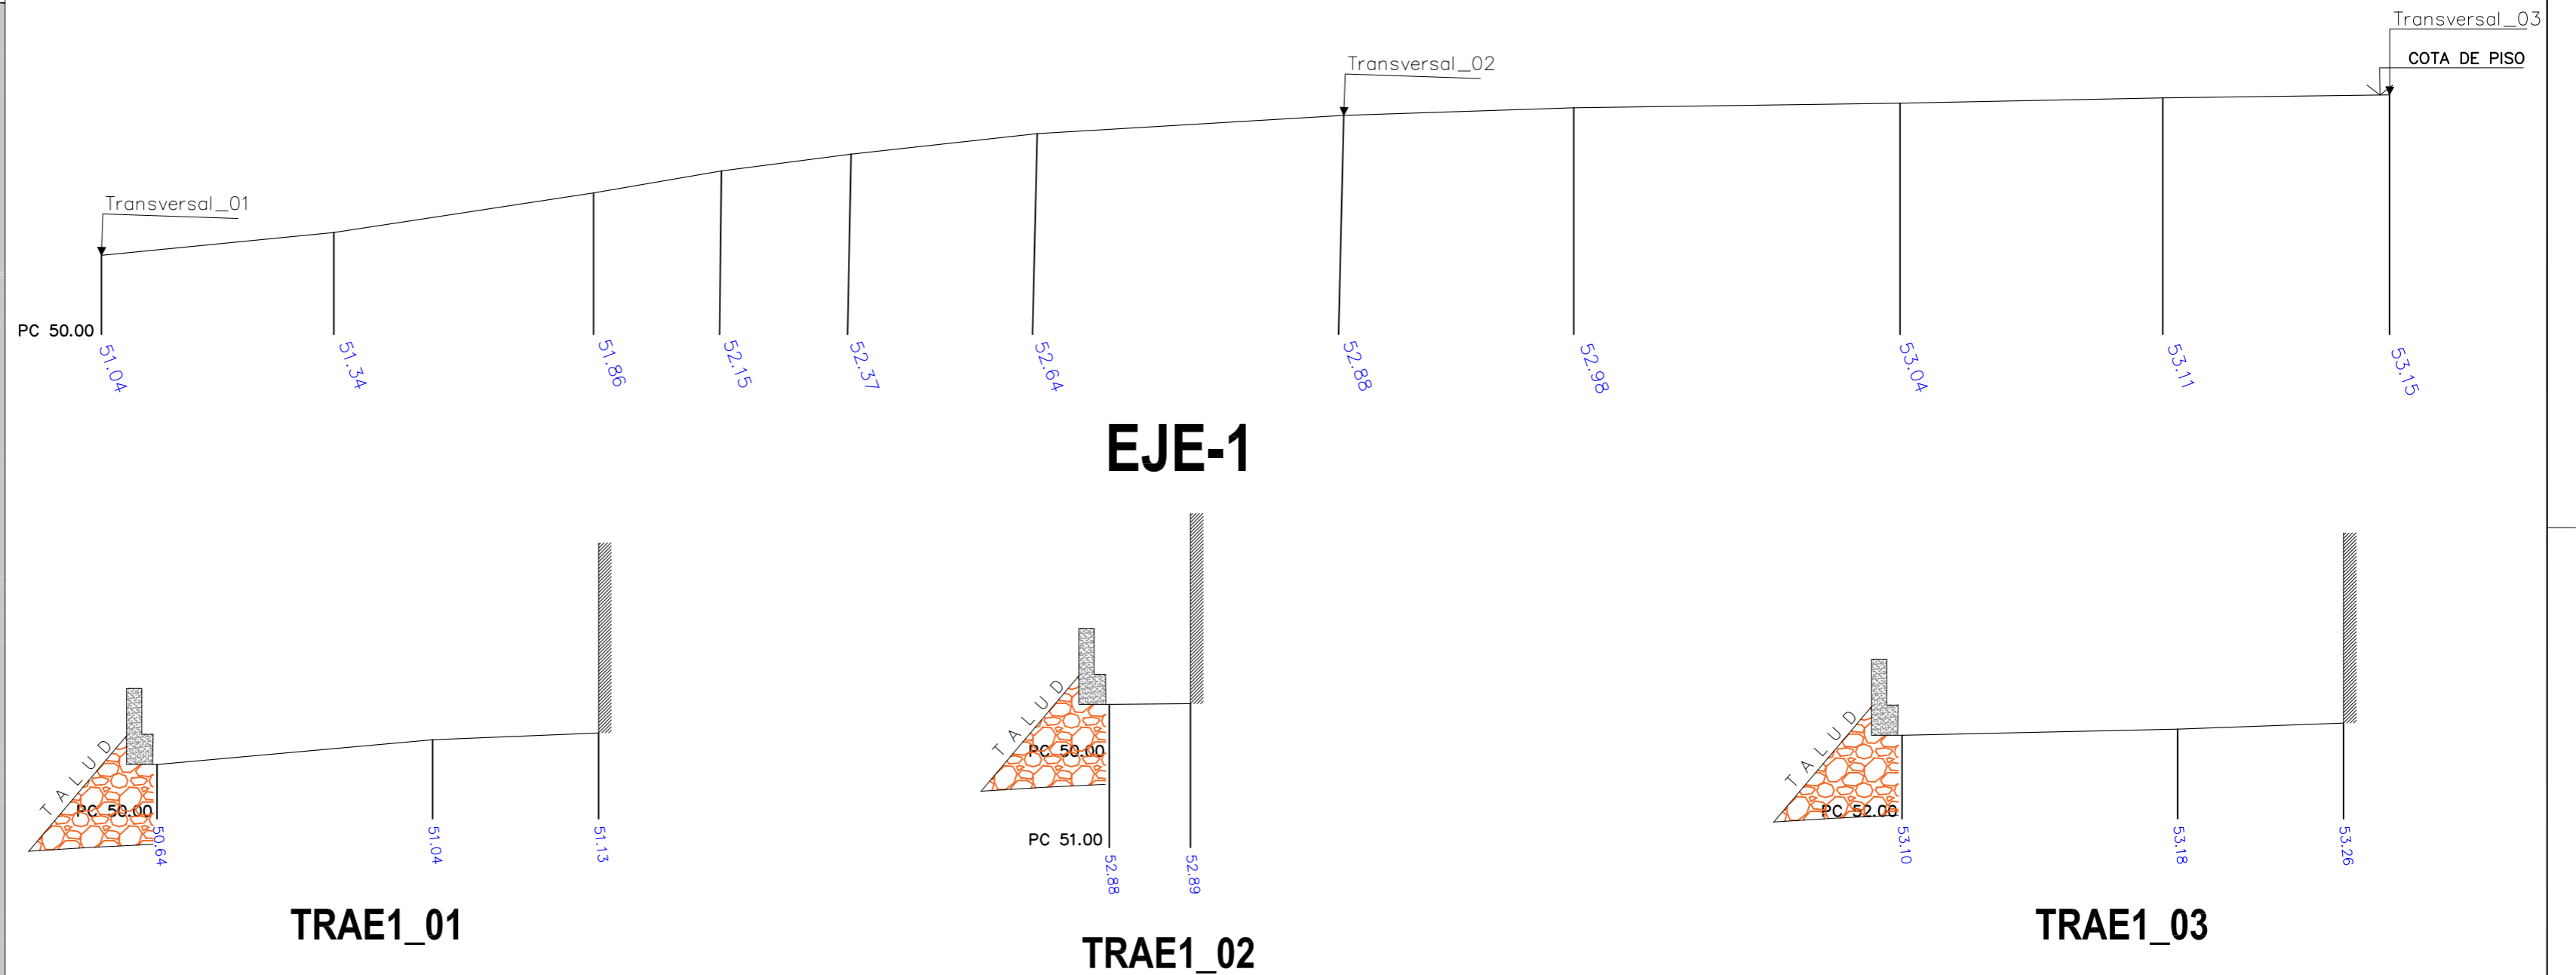 Transversal_03
COTA DE PISO
Transversal_02
Transversal_01
PC 50.00
51.04
51.34
51.86
52.15
52.37
52.64
52.88
52.98
53.04
53.11
53.15
EJE-1
TALUD
PC 50.00
50.64
51.04
51.13
TRAE1_01
TALUD
PC 50.00
PC 51.00
52.88
52.89
TRAE1_02
TALUD
PC 52.00
53.10
53.18
53.26
TRAE1_03